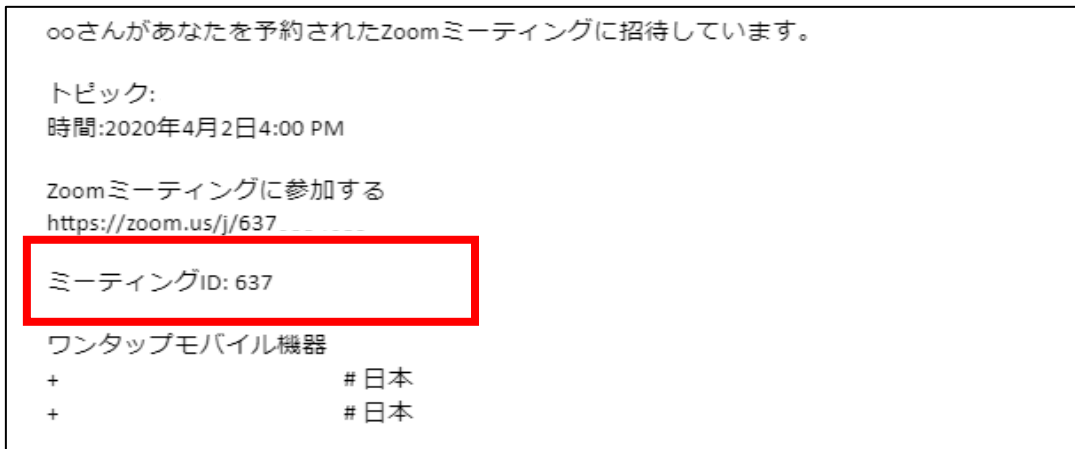 ooさんがあなたを予約されたZoomミーティングに招待しています。
トピック:
時間:2020年4月2日4:00 PM
Zoomミーティングに参加する
https://zoom.us/j/637
ミーティングID: 637
ワンタップモバイル機器
+ # 日本
+ # 日本